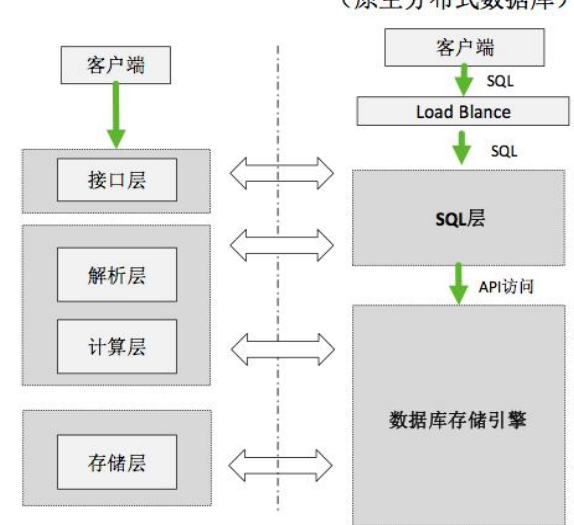 （原生分布式数据库）
客户端
接口层
解析层
计算层
存储层
客户端
SQL
Load Blance
SQL
SQL层
API访问
数据库存储引擎